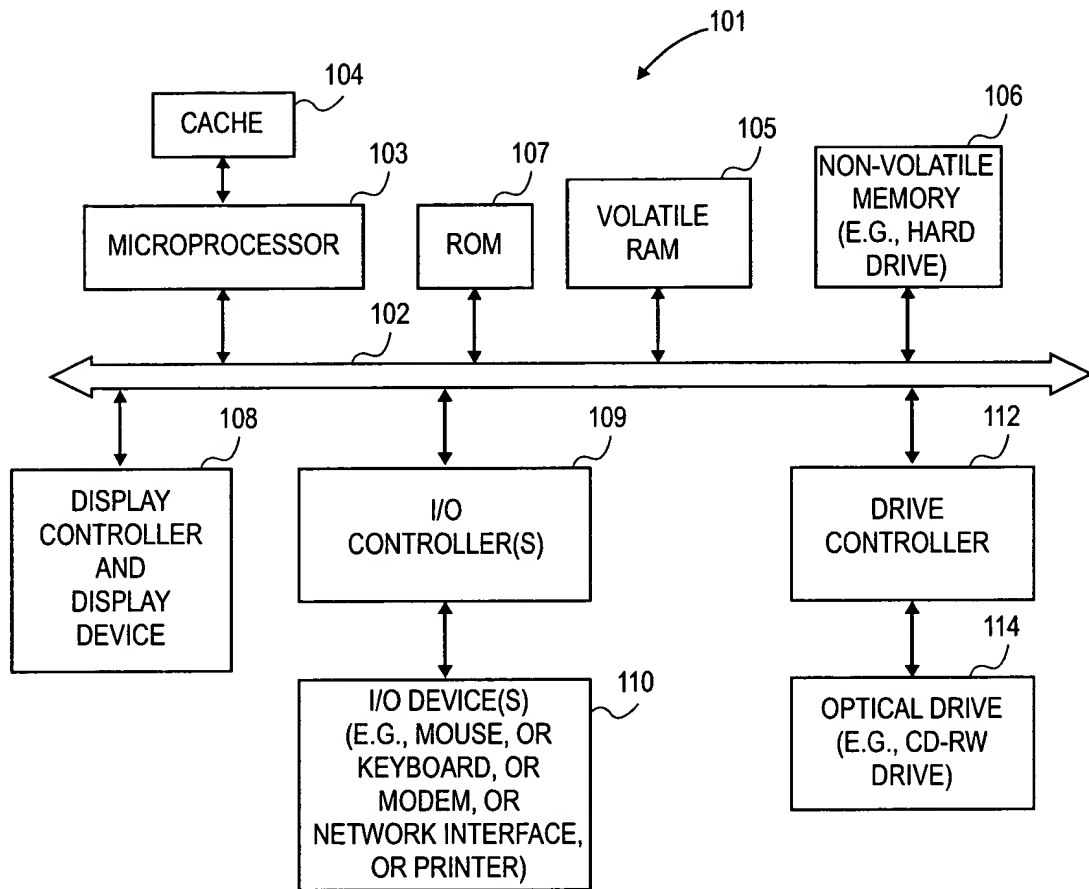 101
104
CACHE
103
MICROPROCESSOR
107
ROM
105
VOLATILE
RAM
106
NON-VOLATILE
MEMORY
(E.G., HARD
DRIVE)
102
108
DISPLAY
CONTROLLER
AND
DISPLAY
DEVICE
109
I/O
CONTROLLER(S)
112
DRIVE
CONTROLLER
110
I/O DEVICE(S)
(E.G., MOUSE, OR
KEYBOARD, OR
MODEM, OR
NETWORK INTERFACE,
OR PRINTER)
114
OPTICAL DRIVE
(E.G., CD-RW
DRIVE)